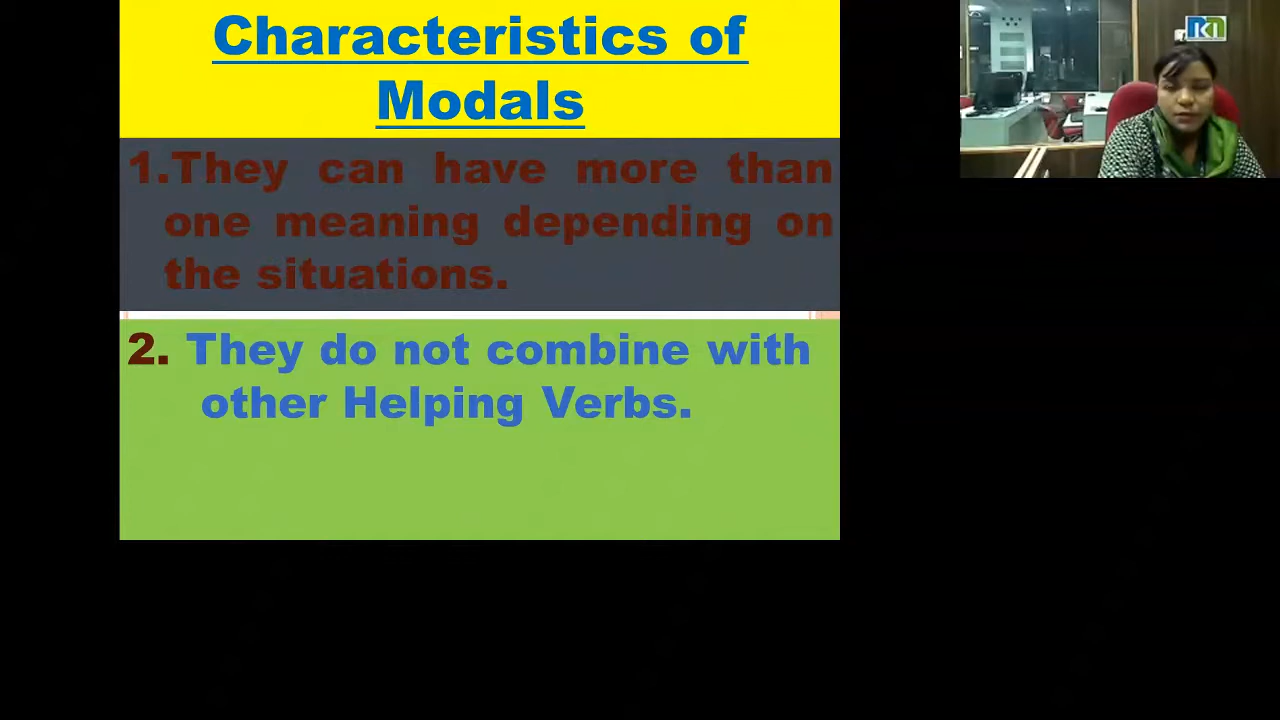 Characteristics of
Modals
1.They can have more than
one meaning depending on
the situations.
2. They do not combine with
other Helping Verbs.